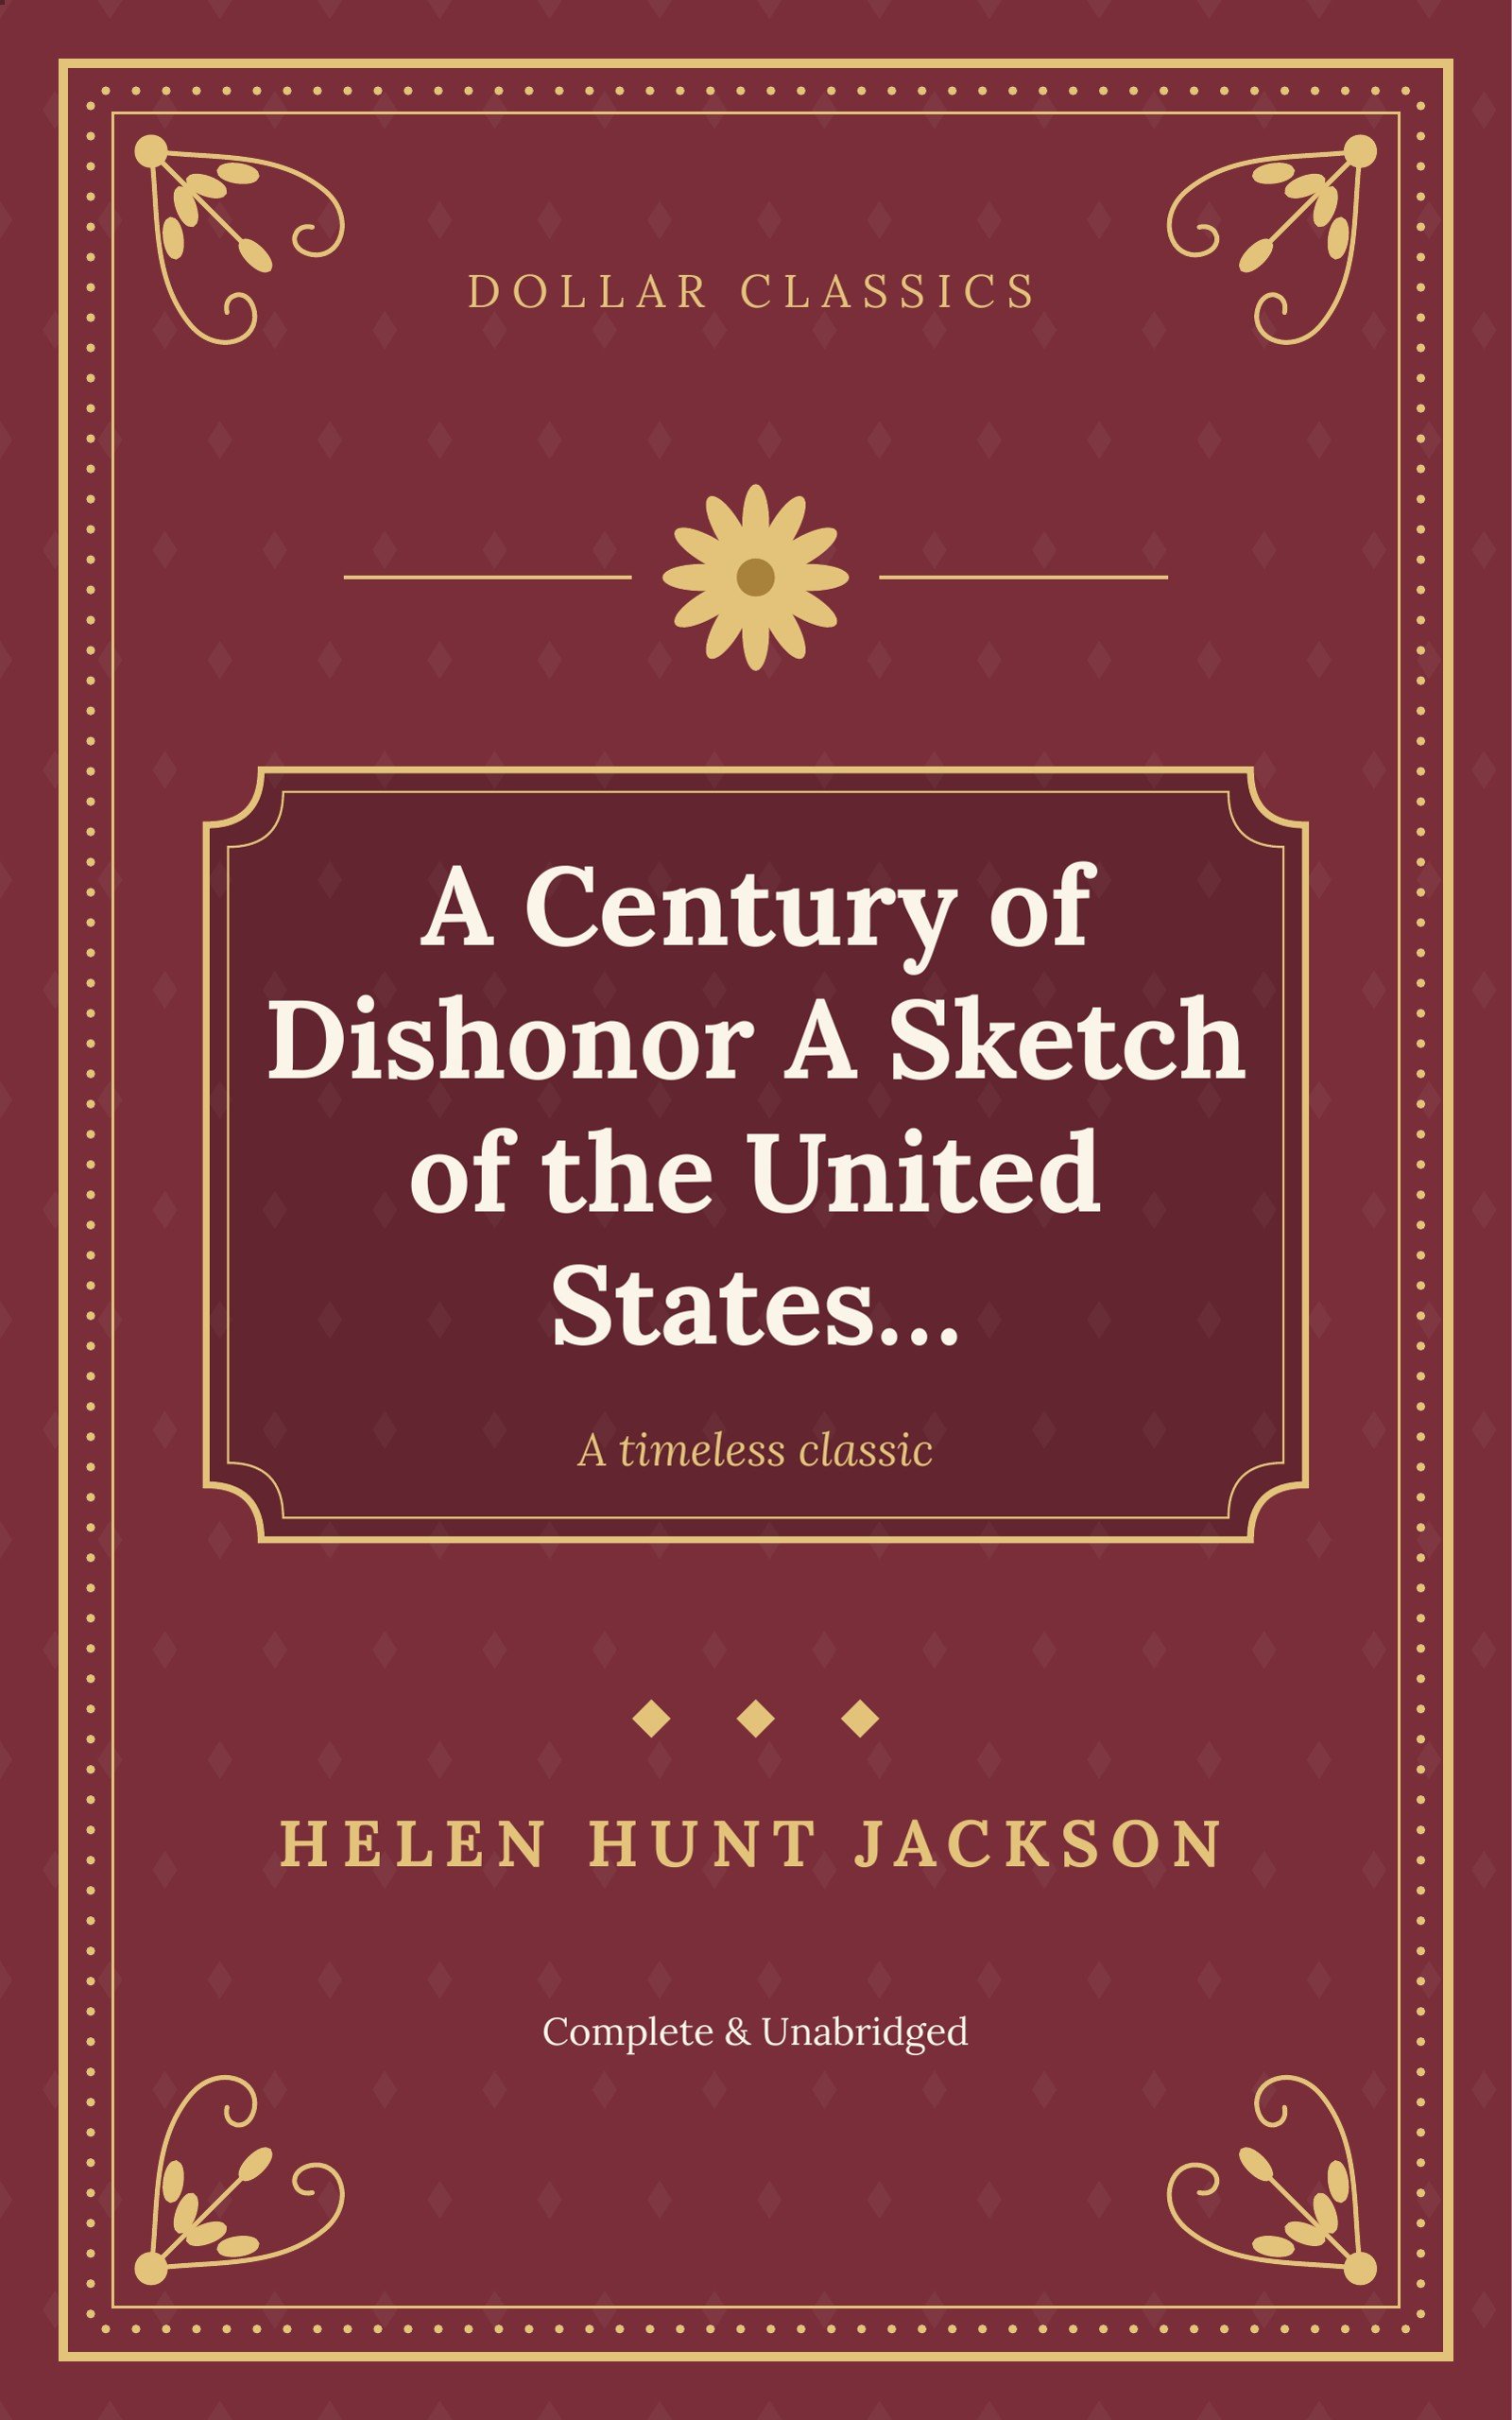 DOLLAR CLASSICS
A Century of
Dishonor A Sketch
of the United
States...
A timeless classic
HELEN HUNT JACKSON
Complete & Unabridged